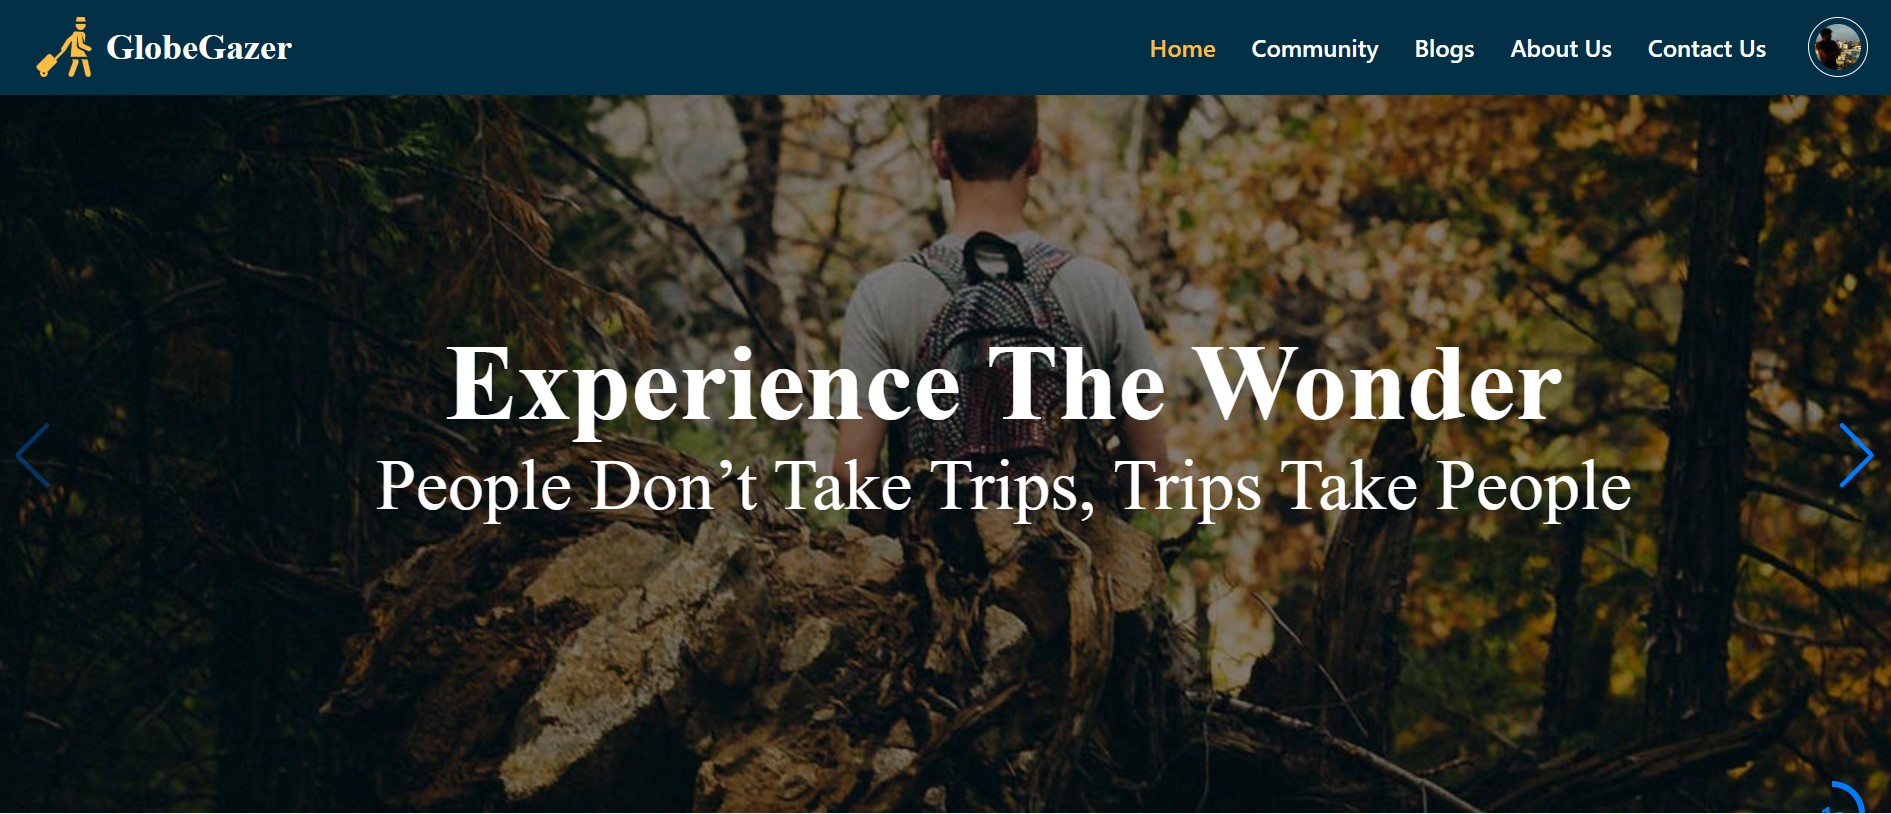 GlobeGazer
Home Community Blogs About Us Contact Us
Experience The Wonder
People Don’t Take Trips, Trips Take People